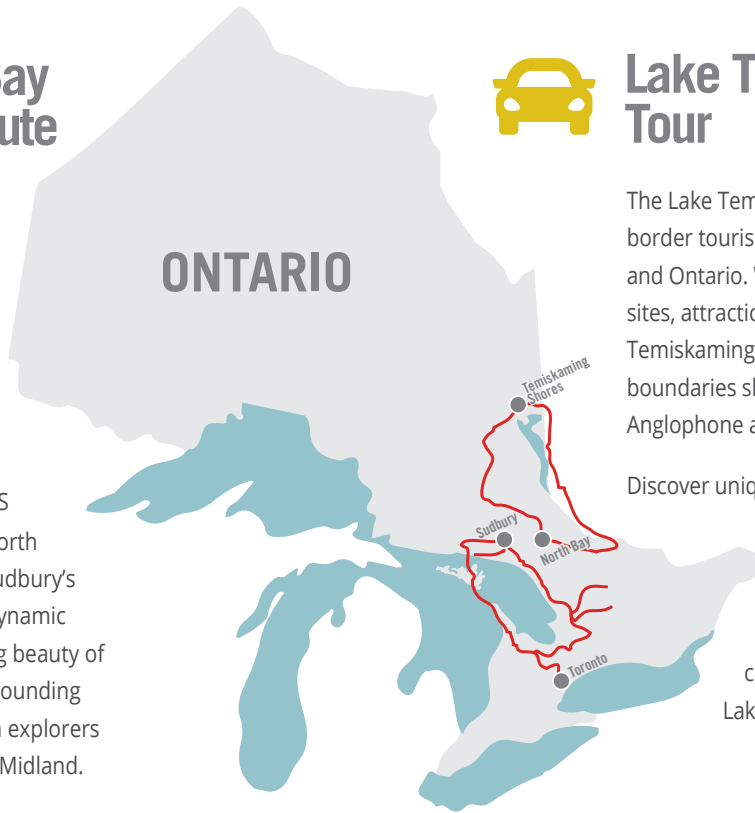 Bay
ute
S
orth
udbury's
ynamic
g beauty of
ounding
explorers
Midland.
ONTARIO
Temiskaming
Shores
Sudbury
North Bay
Toronto
Lake T
Tour
The Lake Tem
border touris
and Ontario.
sites, attractio
Temiskaming
boundaries
Anglophone a
Discover uniq
c
Lak